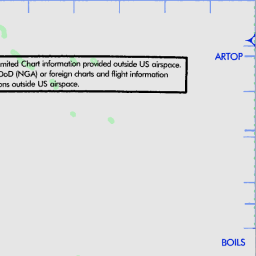 mited Chart information provided outside US airspace.
DoD (NGA) or foreign charts and flight information
ons outside US airspace.
ARTOP
BOILS